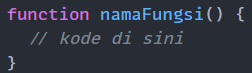 function namaFungsi() {
  // kode di sini
}